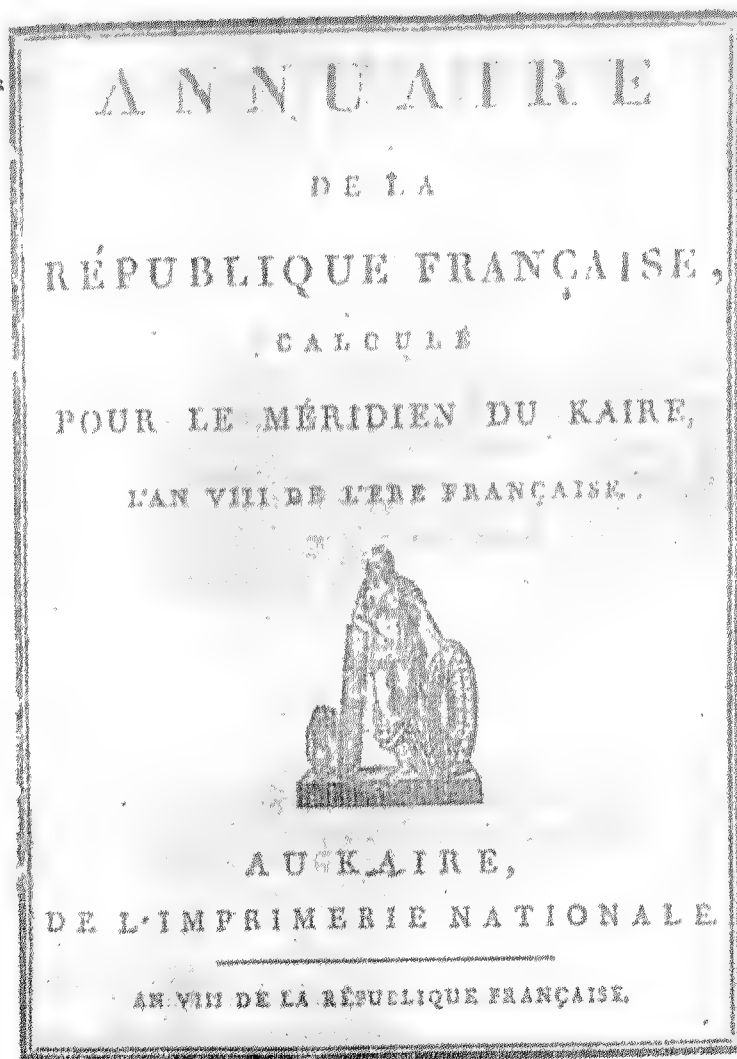 ANNUAIRE
DE LA
RÉPUBLIQUE FRANÇAISE,
CALCULÉ
POUR LE MÉRIDIEN DU KAIRE,
L'AN VIII DE L'ERE FRANÇAISE.
AU KAIRE,
DE L'IMPRIMERIE NATIONALE
AN VIII DE LA RÉPUBLIQUE FRANÇAISE.